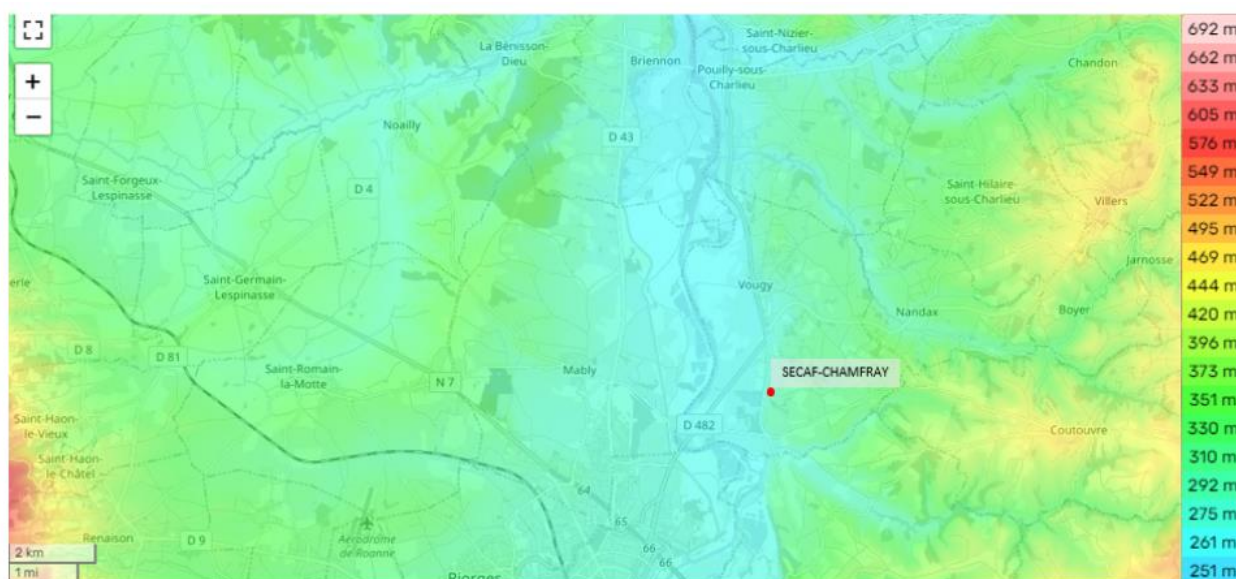 Saint-Nizier-
sous-Charlieu
La Bénisson-
Dieu
Briennon
Pouilly-sous-
Charlieu
Chandon
+
−
Noailly
D 43
Saint-Forgeux-
Lespinasse
D 4
Saint-Hilaire-
sous-Charlieu
Villers
Jarnosse
Saint-Germain-
Lespinasse
Vougy
erle
Nandax
Boyer
D 8
D 81
Saint-Romain-
la-Motte
N 7
Mably
SECAF-CHAMFRAY
Saint-Haon-
le-Vieux
D 482
Coutouvre
Saint-Haon-
le-Châtel
64
65
Aérodrome
de Roanne
Renaison
D 9
66
66
2 km
1 mi
Riorges
692 m
662 m
633 m
605 m
576 m
549 m
522 m
495 m
469 m
444 m
420 m
396 m
373 m
351 m
330 m
310 m
292 m
275 m
261 m
251 m